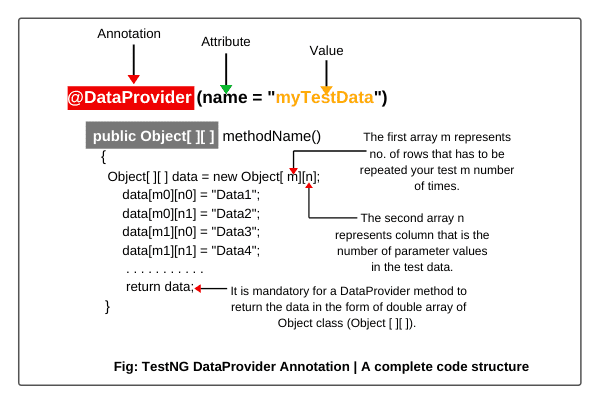 Annotation
Attribute
Value
@DataProvider (name = "myTestData")
public Object[ ][ ] methodName()
{
Object[ ][ ] data = new Object[ m][n];
data[m0][n0] = "Data1";
data[m0][n1] = "Data2";
data[m1][n0] = "Data3";
data[m1][n1] = "Data4";
. . . . . . . . . . .
return data;
}
The first array m represents
no. of rows that has to be
repeated your test m number
of times.
The second array n
represents column that is the
number of parameter values
in the test data.
It is mandatory for a DataProvider method to
return the data in the form of double array of
Object class (Object [ ][ ]).
Fig: TestNG DataProvider Annotation | A complete code structure